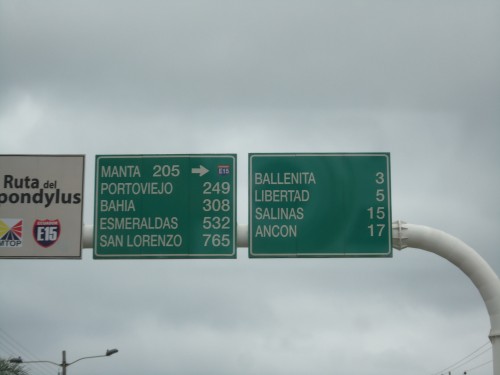 Ruta del
pondylus
MTOP
E15
MANTA 205 → E15
PORTOVIEJO 249
BAHIA 308
ESMERALDAS 532
SAN LORENZO 765
BALLENITA 3
LIBERTAD 5
SALINAS 15
ANCON 17